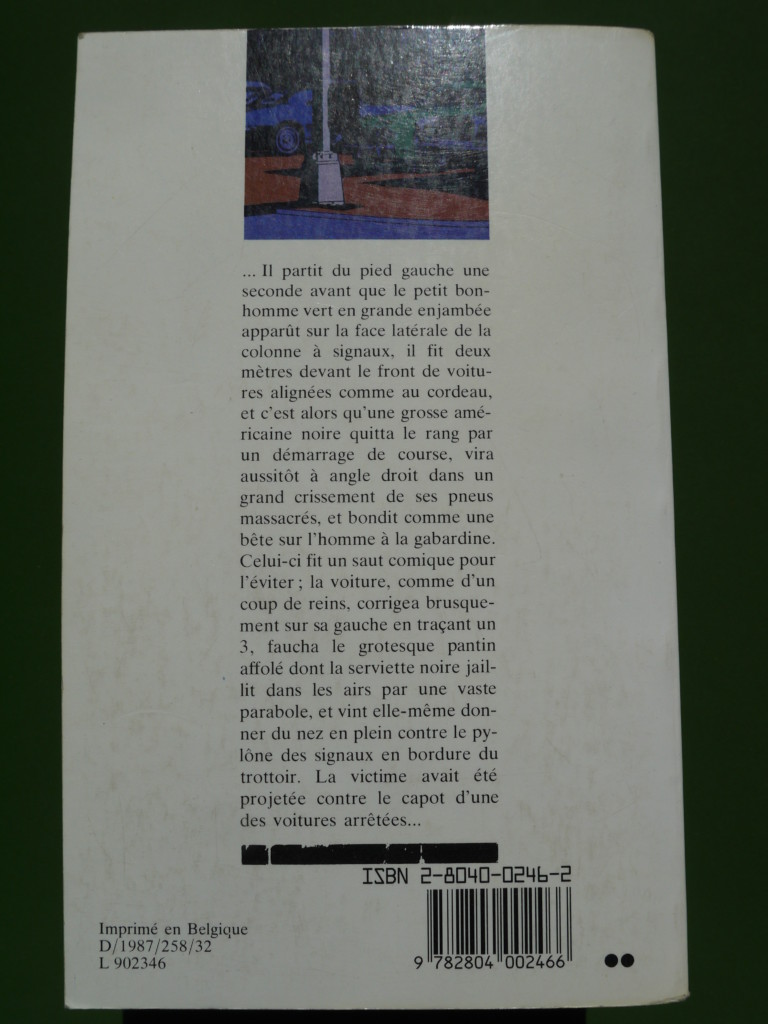 ... Il partit du pied gauche une
seconde avant que le petit bon-
homme vert en grande enjambée
apparût sur la face latérale de la
colonne à signaux, il fit deux
mètres devant le front de voitu-
res alignées comme au cordeau,
et c'est alors qu'une grosse amé-
ricaine noire quitta le rang par
un démarrage de course, vira
aussitôt à angle droit dans un
grand crissement de ses pneus
massacrés, et bondit comme une
bête sur l'homme à la gabardine.
Celui-ci fit un saut comique pour
l'éviter ; la voiture, comme d'un
coup de reins, corrigea brusque-
ment sur sa gauche en traçant un
3, faucha le grotesque pantin
affolé dont la serviette noire jail-
lit dans les airs par une vaste
parabole, et vint elle-même don-
ner du nez en plein contre le py-
lône des signaux en bordure du
trottoir. La victime avait été
projetée contre le capot d'une
des voitures arrêtées...
ISBN 2-8040-0246-2
Imprimé en Belgique
D/1987/258/32
L 902346
9 782804 002466